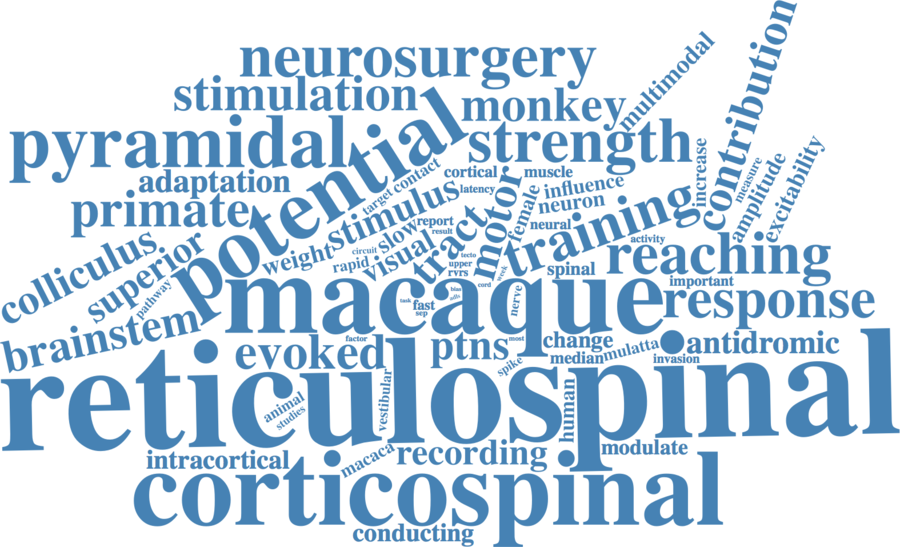 neurosurgery
stimulation
monkey
multimodal
contribution
pyramidal
potential
strength
adaptation
primate
target
contact
cortical
muscle
latency
increase
measure
amplitude
excitability
stimulus
motor
female
influence
neuron
neural
training
colliculus
superior
pathway
brainstem
weight
circuit
rapid
slow
visual
report
result
tract
tecto
upper
rvrs
week
cord
spinal
activity
reaching
important
response
macaque
task
fast
sep
bias
nerve
evoked
factor
ptns
most
spike
change
median
mulatta
invasion
antidromic
reticulospinal
animal
studies
vestibular
human
modulate
intracortical
macaca
recording
corticospinal
conducting